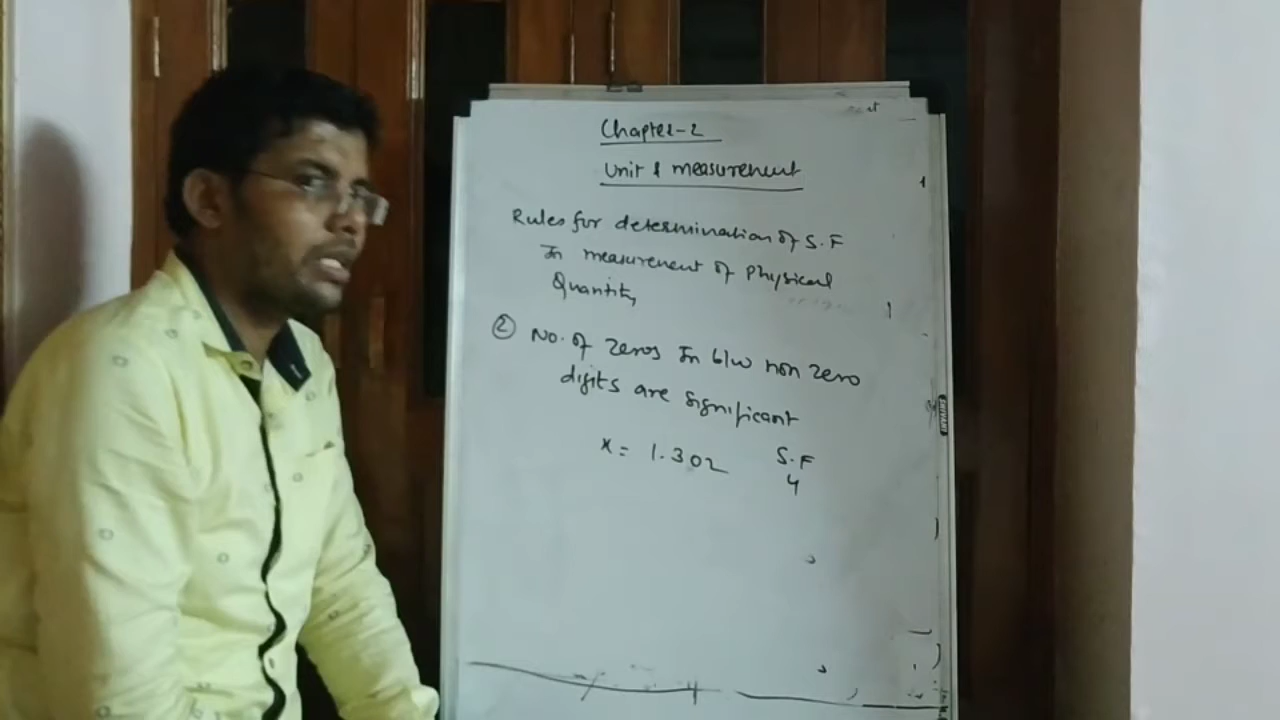 Chapter-2
Unit & measurement
Rules for determination of S.F
In measurement of Physical
Quantity
② No. of zeros In b/w non zero
digits are significant
x = 1.302 S.F
4